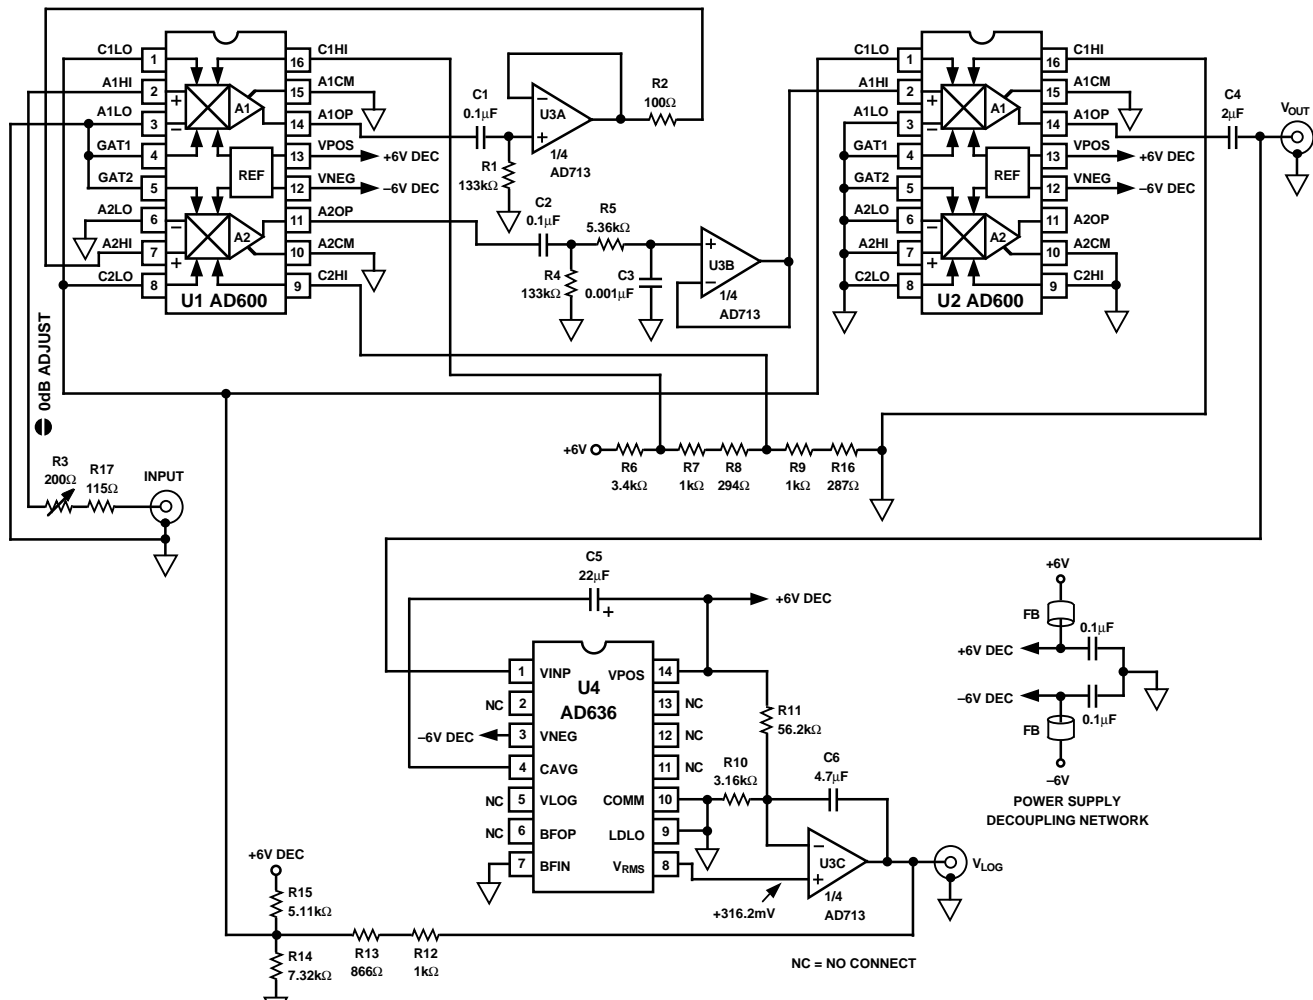 C1LO
1
A1HI
2
A1LO
3
GAT1
4
GAT2
5
A2LO
6
A2HI
7
C2LO
8
+
–
A1
REF
–
+
A2
U1 AD600
16
C1HI
15
A1CM
14
A1OP
13
VPOS
+6V DEC
12
VNEG
–6V DEC
11
A2OP
10
A2CM
9
C2HI
C1
0.1μF
R1
133kΩ
–
+
U3A
1/4
AD713
R2
100Ω
C2
0.1μF
R5
5.36kΩ
R4
133kΩ
C3
0.001μF
+
–
U3B
1/4
AD713
C1LO
1
A1HI
2
A1LO
3
GAT1
4
GAT2
5
A2LO
6
A2HI
7
C2LO
8
+
–
A1
REF
–
+
A2
U2 AD600
16
C1HI
15
A1CM
14
A1OP
13
VPOS
+6V DEC
12
VNEG
–6V DEC
11
A2OP
10
A2CM
9
C2HI
C4
2μF
VOUT
0dB ADJUST
R3
200Ω
R17
115Ω
INPUT
+6V
R6
3.4kΩ
R7
1kΩ
R8
294Ω
R9
1kΩ
R16
287Ω
C5
22μF
+
+6V DEC
1
VINP
NC
2
–6V DEC
3
VNEG
4
CAVG
NC
5
VLOG
NC
6
BFOP
7
BFIN
U4
AD636
VPOS
14
13
NC
12
NC
11
NC
COMM
10
LDLO
9
VRMS
8
R11
56.2kΩ
R10
3.16kΩ
C6
4.7μF
–
+
U3C
1/4
AD713
+316.2mV
VLOG
+6V
FB
0.1μF
+6V DEC
–6V DEC
0.1μF
FB
–6V
POWER SUPPLY
DECOUPLING NETWORK
+6V DEC
R15
5.11kΩ
R14
7.32kΩ
R13
866Ω
R12
1kΩ
NC = NO CONNECT